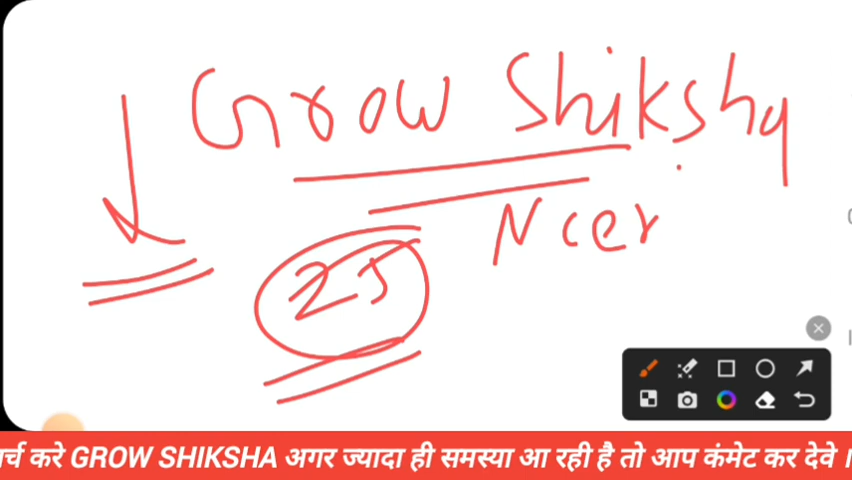 Grow Shiksha
Ncer
25
र्च करे GROW SHIKSHA अगर ज्यादा ही समस्या आ रही है तो आप कंमेट कर देवे ।